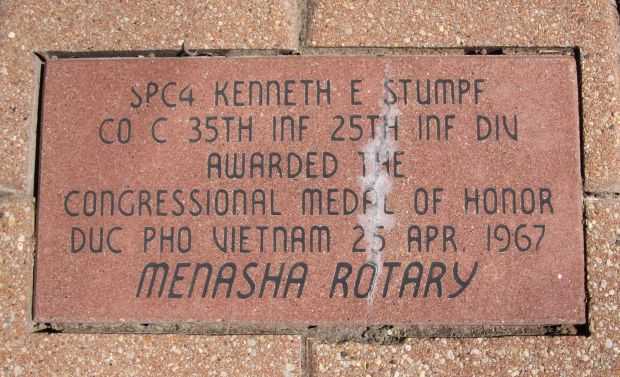 SPC4 KENNETH E STUMPF
CO C 35TH INF 25TH INF DIV
AWARDED THE
CONGRESSIONAL MEDAL OF HONOR
DUC PHO VIETNAM 25 APR. 1967
MENASHA ROTARY